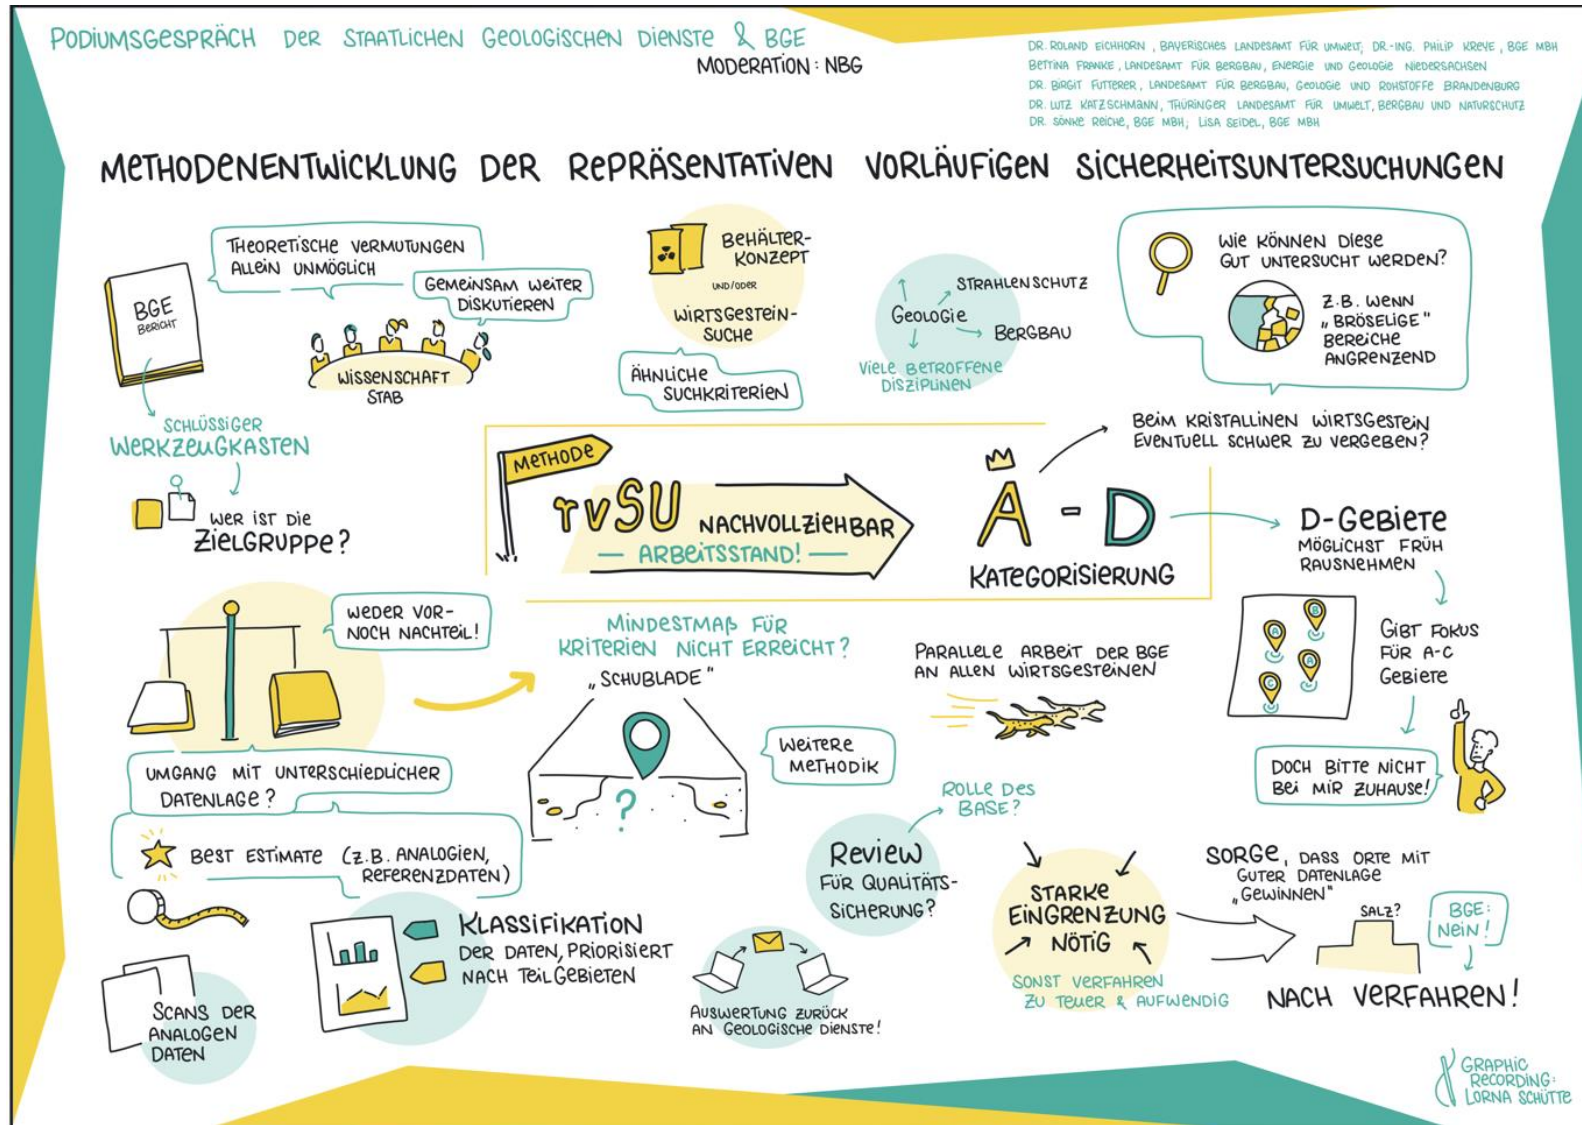 PODIUMSGESPRÄCH DER STAATLICHEN GEOLOGISCHEN DIENSTE & BGE
MODERATION: NBG
DR. ROLAND EICHHORN, BAYERISCHES LANDESAMT FÜR UMWELT; DR.-ING. PHILIP KREYE, BGE MBH
BETTINA FRANKE, LANDESAMT FÜR BERGBAU, ENERGIE UND GEOLOGIE NIEDERSACHSEN
DR. BIRGIT FUTTERER, LANDESAMT FÜR BERGBAU, GEOLOGIE UND ROHSTOFFE BRANDENBURG
DR. LUTZ KATZSCHMANN, THÜRINGER LANDESAMT FÜR UMWELT, BERGBAU UND NATURSCHUTZ
DR. SÖNKE REICHE, BGE MBH; LISA SEIDEL, BGE MBH
METHODENENTWICKLUNG DER REPRÄSENTATIVEN VORLÄUFIGEN SICHERHEITSUNTERSUCHUNGEN
BGE
BERICHT
THEORETISCHE VERMUTUNGEN
ALLEIN UNMÖGLICH
GEMEINSAM WEITER
DISKUTIEREN
WISSENSCHAFT
STAB
BEHÄLTER-
KONZEPT
UND/ODER
WIRTSGESTEIN-
SUCHE
ÄHNLICHE
SUCHKRITERIEN
STRAHLENSCHUTZ
GEOLOGIE
BERGBAU
VIELE BETROFFENE
DISZIPLINEN
WIE KÖNNEN DIESE
GUT UNTERSUCHT WERDEN?
Z.B. WENN
„BRÖSELIGE"
BEREICHE
ANGRENZEND
BEIM KRISTALLINEN WIRTSGESTEIN
EVENTUELL SCHWER ZU VERGEBEN?
SCHLÜSSIGER
WERKZEUGKASTEN
WER IST DIE
ZIELGRUPPE?
METHODE
rvSU NACHVOLLZIEHBAR
— ARBEITSSTAND! —
A - D
KATEGORISIERUNG
D-GEBIETE
MÖGLICHST FRÜH
RAUSNEHMEN
B
A
A
C
GIBT FOKUS
FÜR A-C
GEBIETE
DOCH BITTE NICHT
BEI MIR ZUHAUSE!
WEDER VOR-
NOCH NACHTEIL!
UMGANG MIT UNTERSCHIEDLICHER
DATENLAGE?
MINDESTMAß FÜR
KRITERIEN NICHT ERREICHT?
„SCHUBLADE"
?
WEITERE
METHODIK
PARALLELE ARBEIT DER BGE
AN ALLEN WIRTSGESTEINEN
BEST ESTIMATE (Z.B. ANALOGIEN,
REFERENZDATEN)
KLASSIFIKATION
DER DATEN, PRIORISIERT
NACH TEILGEBIETEN
SCANS DER
ANALOGEN
DATEN
ROLLE DES
BASE?
REVIEW
FÜR QUALITÄTS-
SICHERUNG?
AUSWERTUNG ZURÜCK
AN GEOLOGISCHE DIENSTE!
STARKE
EINGRENZUNG
NÖTIG
SONST VERFAHREN
ZU TEUER & AUFWENDIG
SORGE, DASS ORTE MIT
GUTER DATENLAGE
„GEWINNEN"
SALZ?
BGE:
NEIN!
NACH VERFAHREN!
GRAPHIC
RECORDING:
LORNA SCHÜTTE